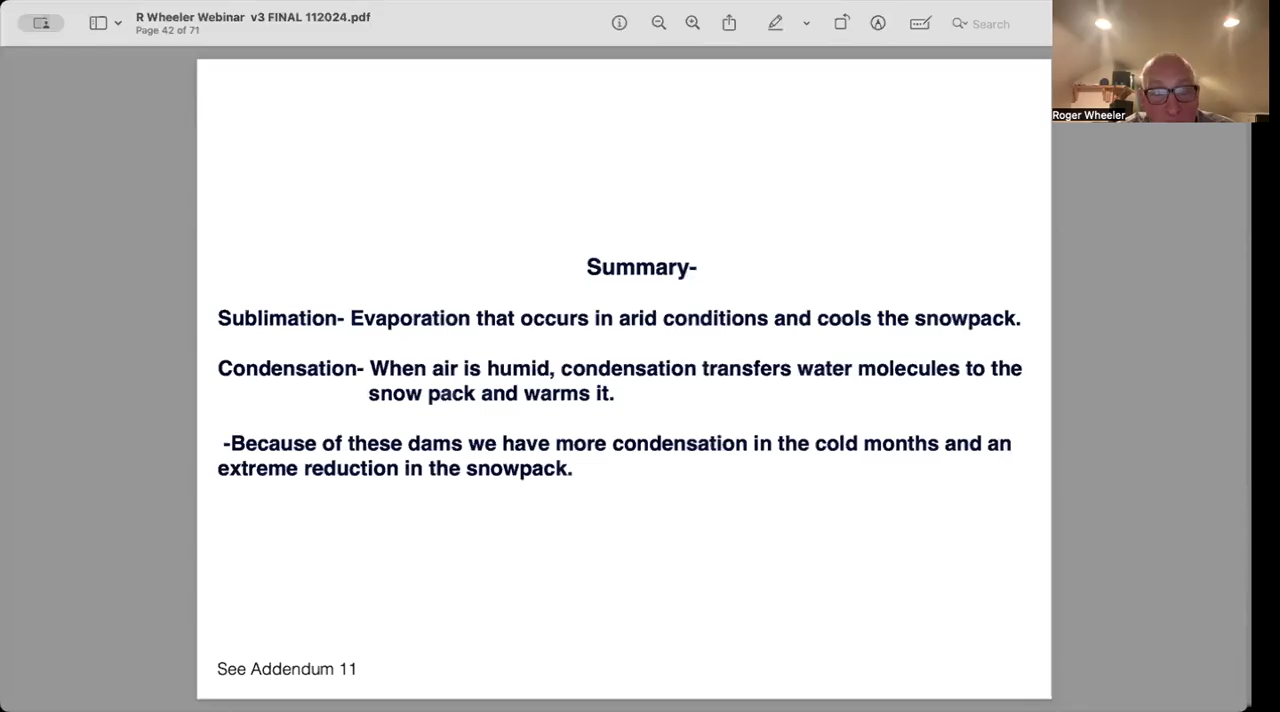 R Wheeler Webinar v3 FINAL 112024.pdf
Page 42 of 71
Search
Roger Wheeler
Summary-
Sublimation- Evaporation that occurs in arid conditions and cools the snowpack.
Condensation- When air is humid, condensation transfers water molecules to the
snow pack and warms it.
-Because of these dams we have more condensation in the cold months and an
extreme reduction in the snowpack.
See Addendum 11